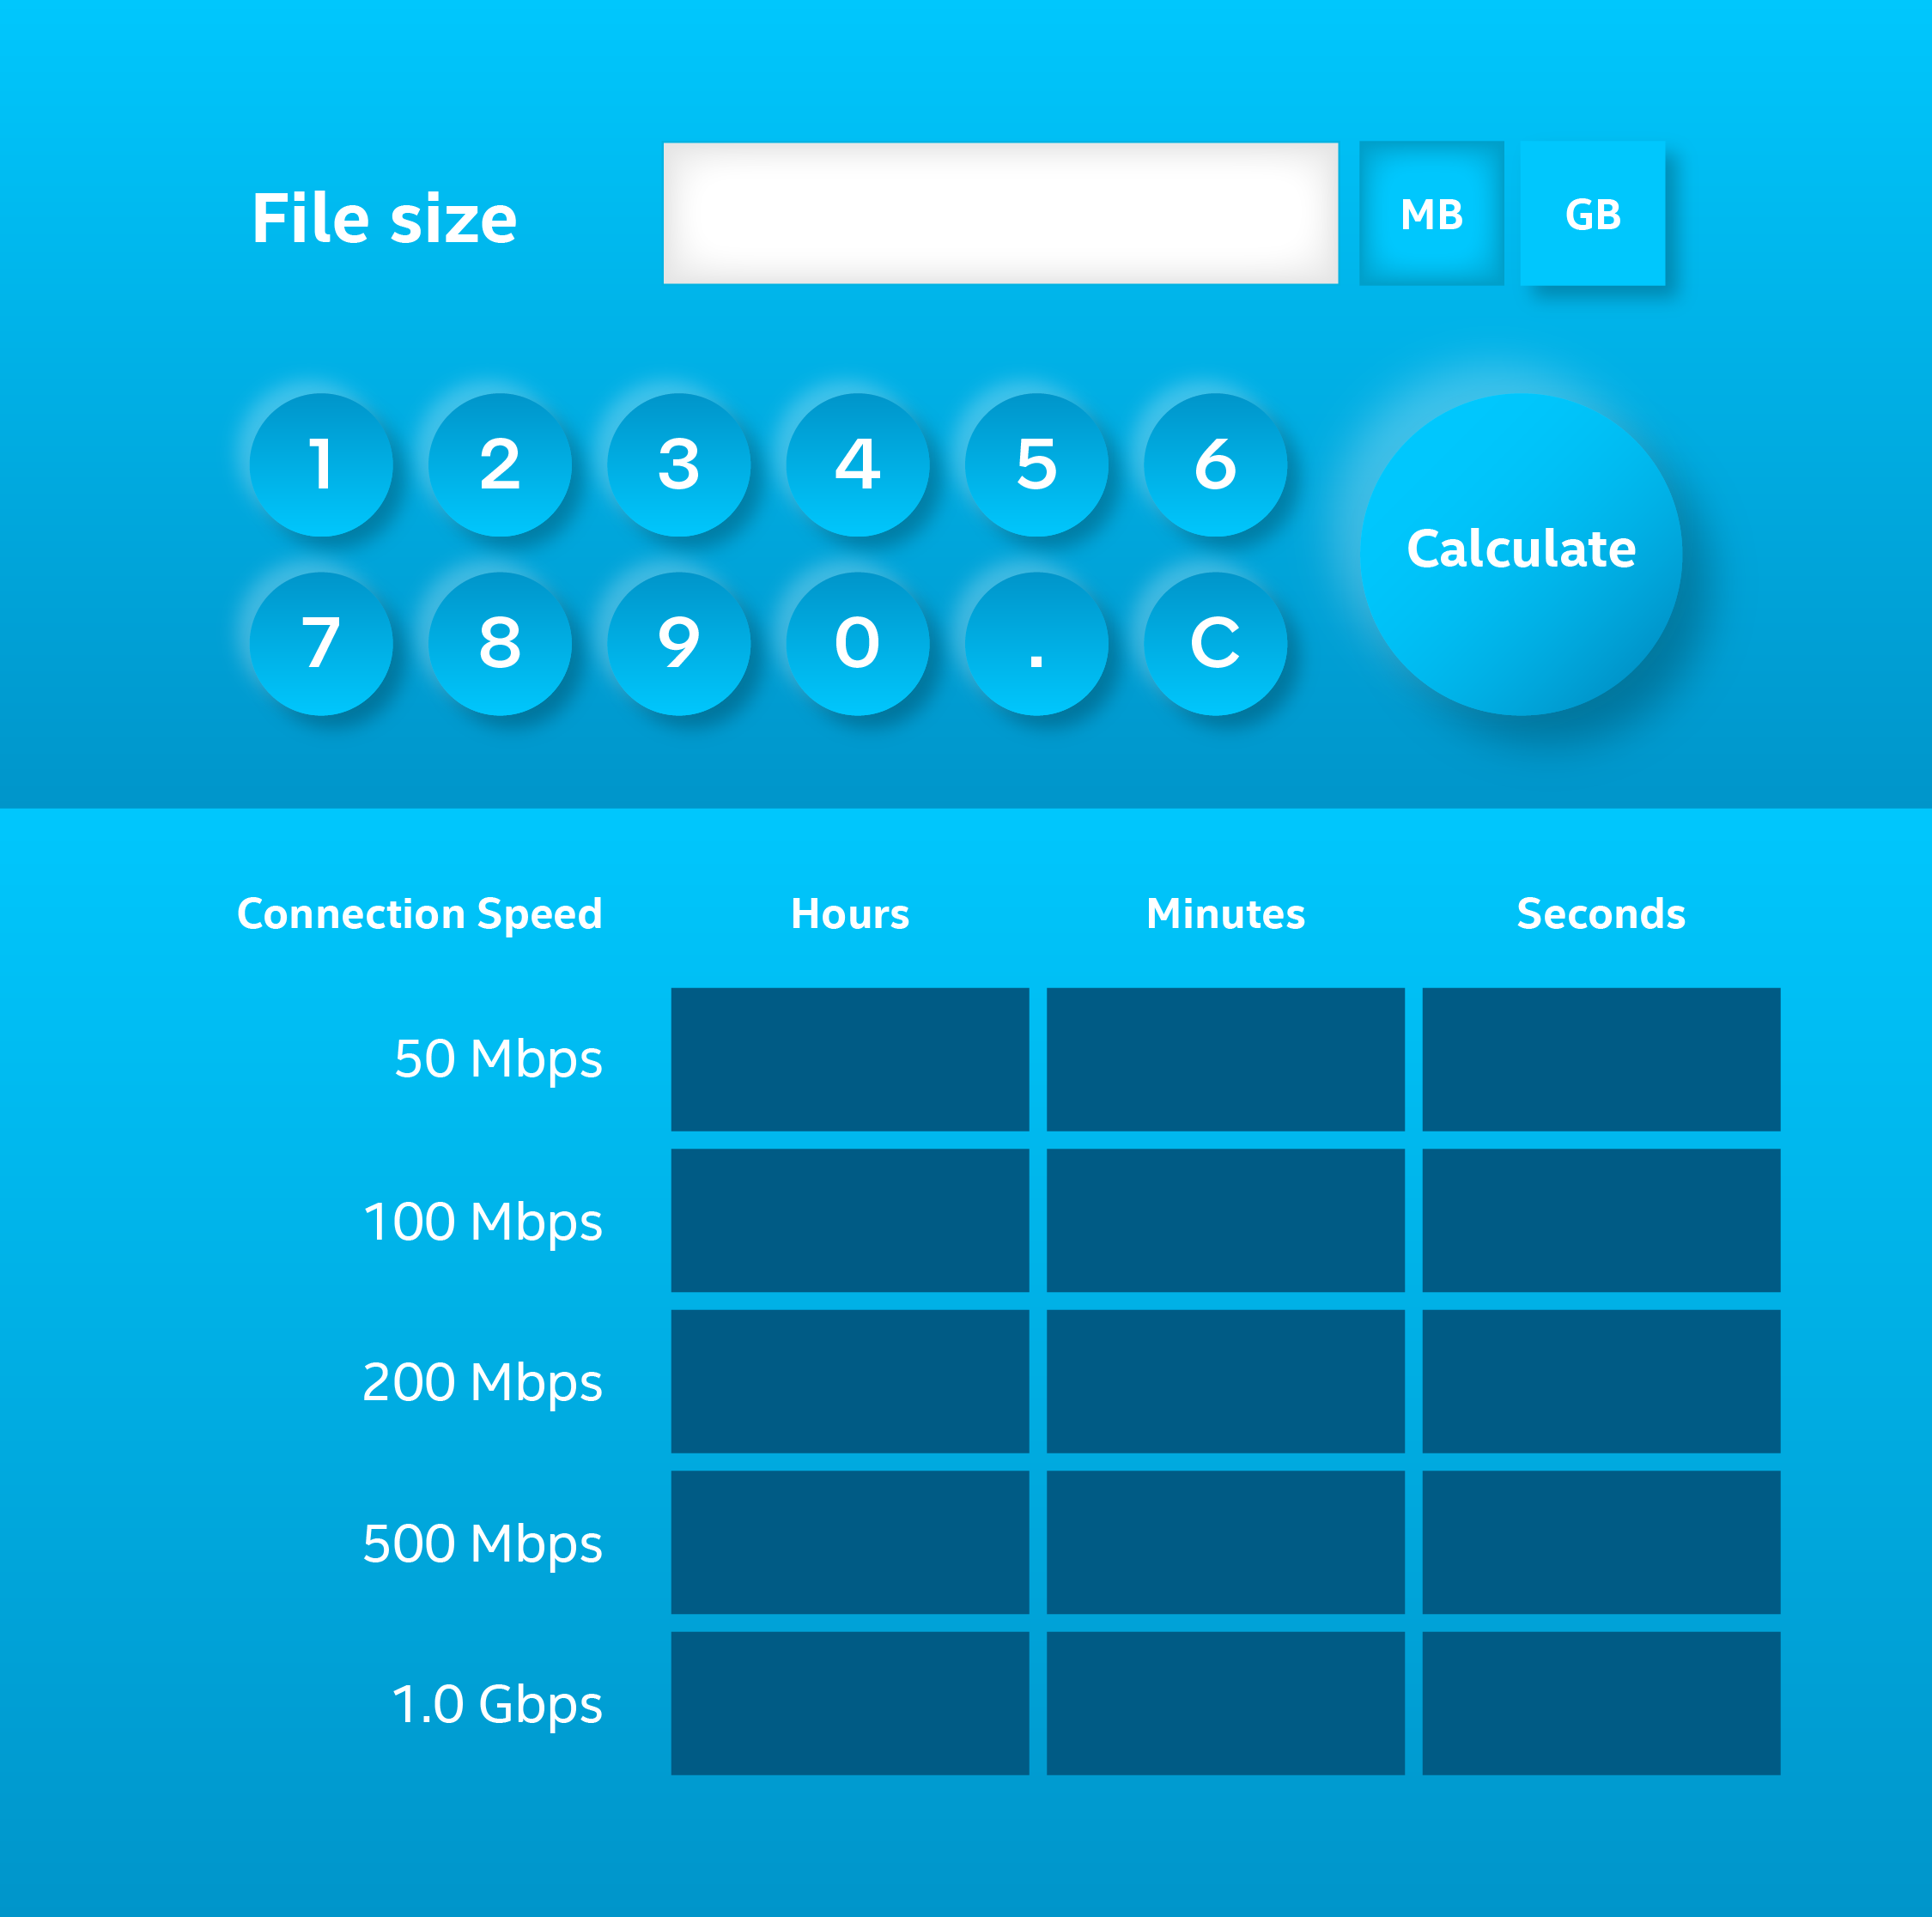 File size MB GB
1 2 3 4 5 6
Calculate
7 8 9 0 . C
Connection Speed Hours Minutes Seconds
50 Mbps
100 Mbps
200 Mbps
500 Mbps
1.0 Gbps